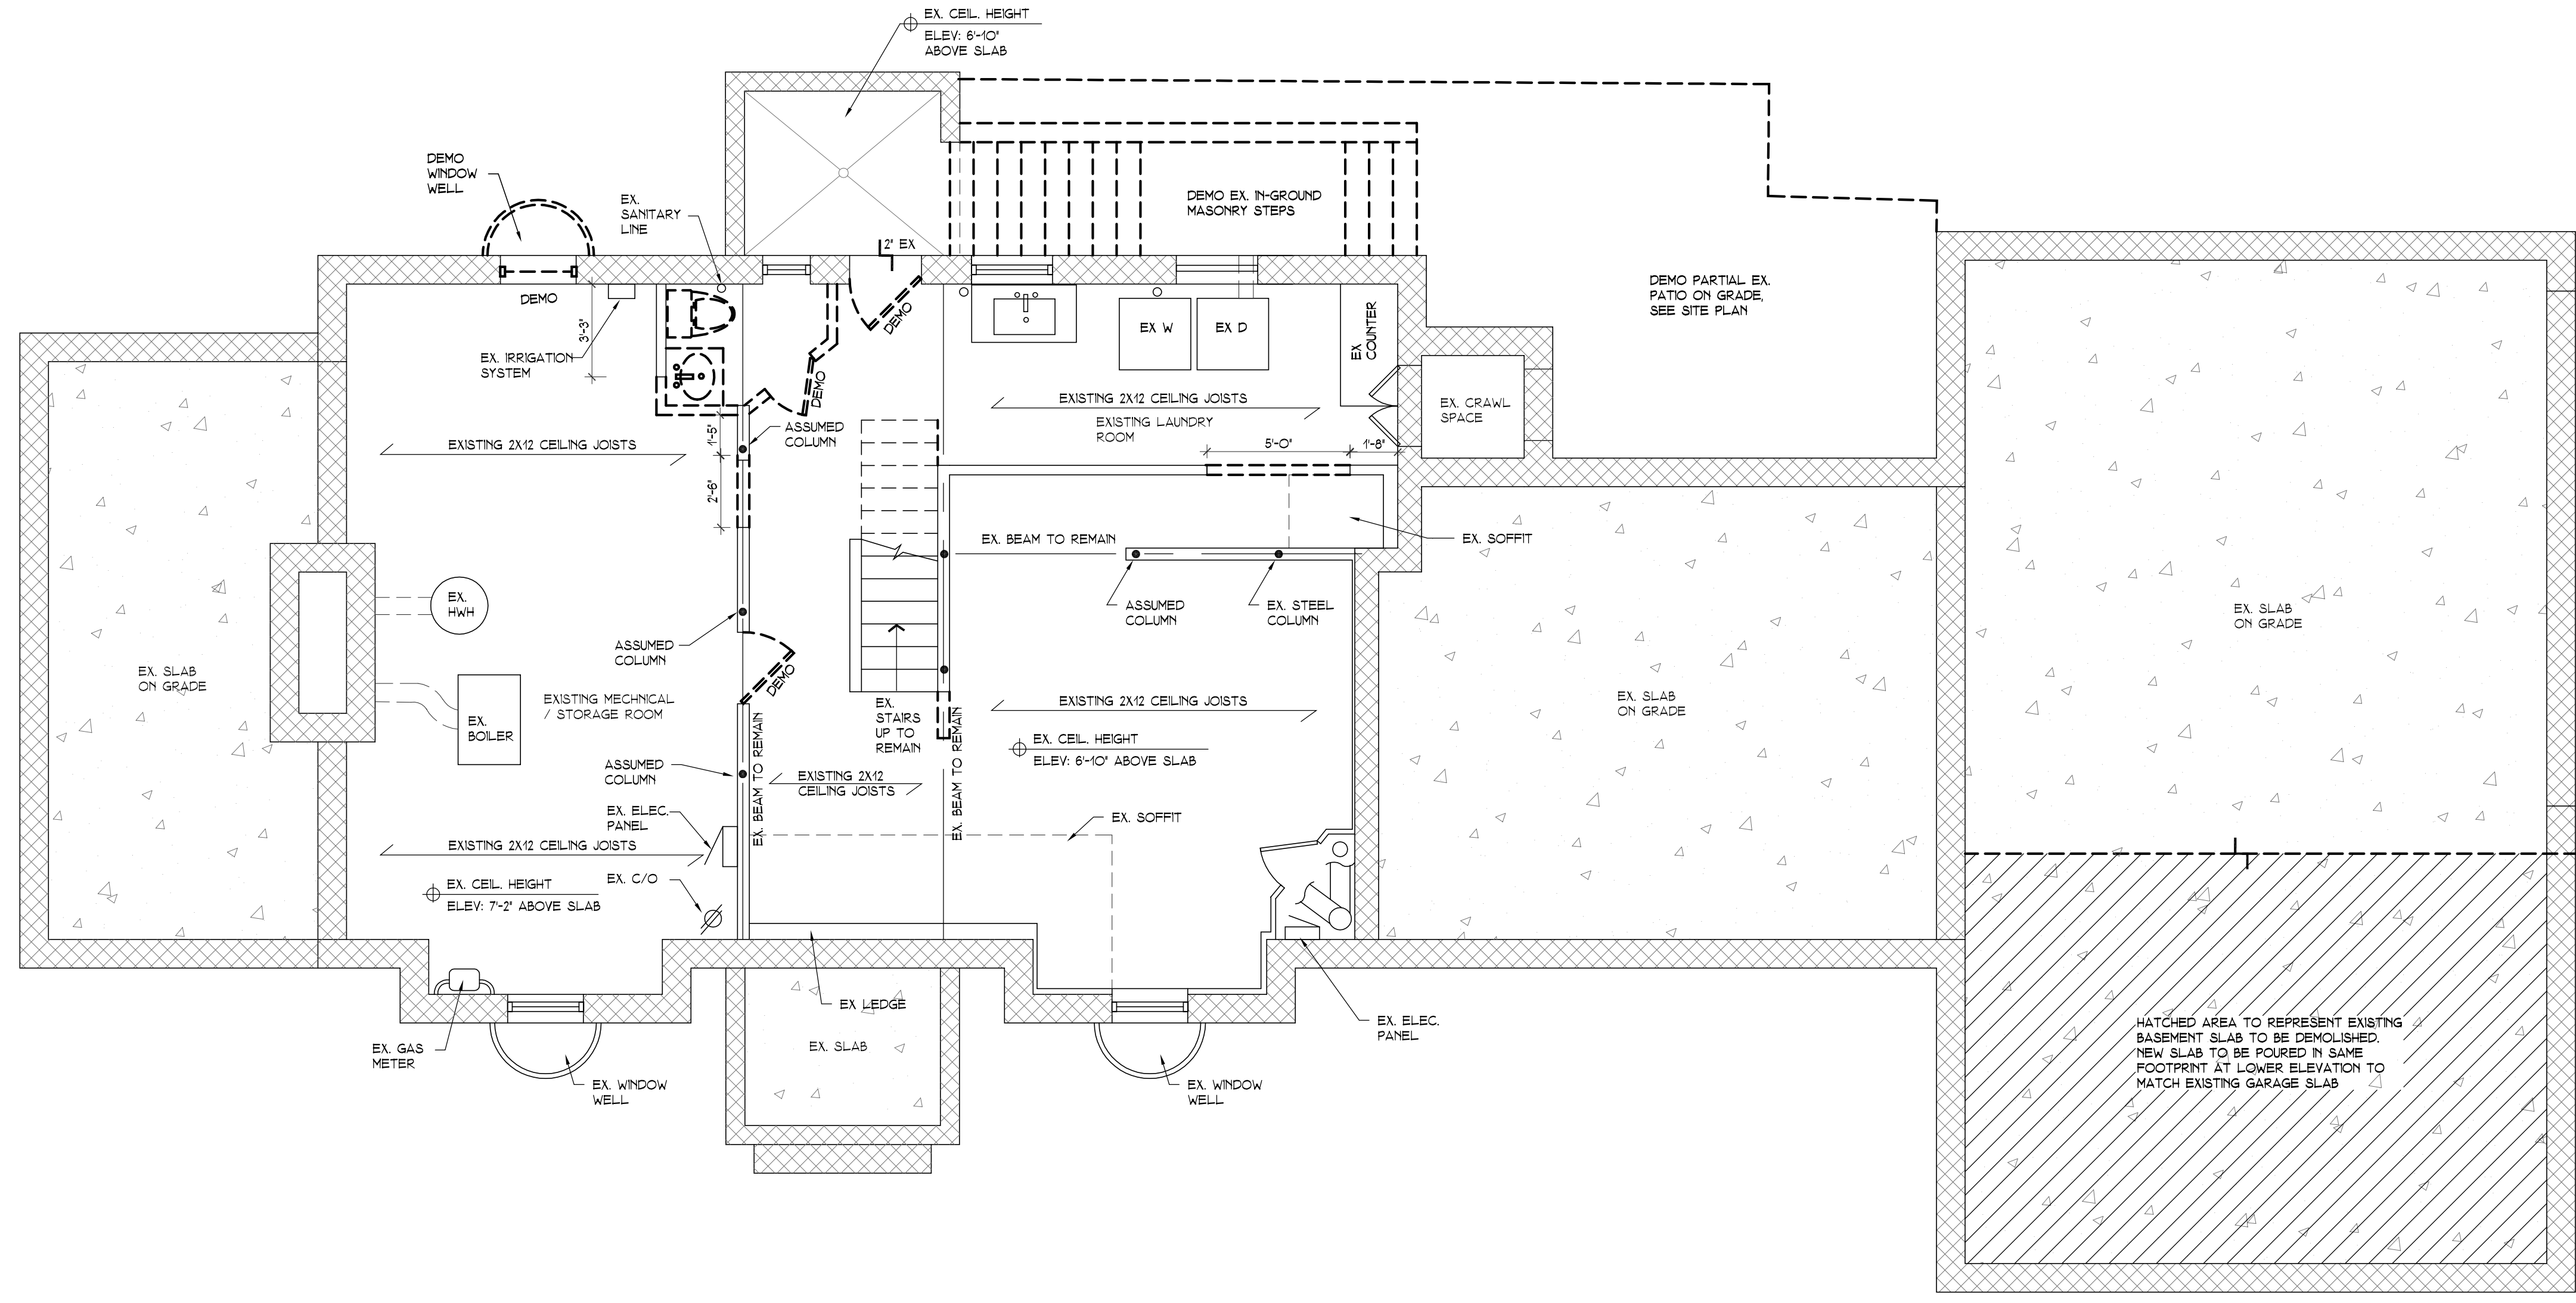 EX. CEIL. HEIGHT
ELEV: 6'-10"
ABOVE SLAB
DEMO
WINDOW
WELL
EX.
SANITARY
LINE
DEMO EX. IN-GROUND
MASONRY STEPS
2" EX
DEMO
DEMO
3'-3"
EX. IRRIGATION
SYSTEM
DEMO
EX W
EX D
EX
COUNTER
DEMO PARTIAL EX.
PATIO ON GRADE,
SEE SITE PLAN
EXISTING 2X12 CEILING JOISTS
EXISTING LAUNDRY
ROOM
EX. CRAWL
SPACE
EXISTING 2X12 CEILING JOISTS
1'-5"
ASSUMED
COLUMN
5'-0"
1'-8"
2'-6"
EX. BEAM TO REMAIN
EX. SOFFIT
EX.
HWH
ASSUMED
COLUMN
EX. STEEL
COLUMN
EX. SLAB
ON GRADE
ASSUMED
COLUMN
EX. SLAB
ON GRADE
DEMO
EXISTING MECHNICAL
/ STORAGE ROOM
EX.
BOILER
EX.
STAIRS
UP TO
REMAIN
EXISTING 2X12 CEILING JOISTS
EX. SLAB
ON GRADE
EX. BEAM TO REMAIN
EX. BEAM TO REMAIN
EX. CEIL. HEIGHT
ELEV: 6'-10" ABOVE SLAB
ASSUMED
COLUMN
EXISTING 2X12
CEILING JOISTS
EX. ELEC.
PANEL
EX. SOFFIT
EXISTING 2X12 CEILING JOISTS
EX. C/O
EX. CEIL. HEIGHT
ELEV: 7'-2" ABOVE SLAB
EX LEDGE
EX. ELEC.
PANEL
EX. GAS
METER
EX. SLAB
EX. WINDOW
WELL
EX. WINDOW
WELL
HATCHED AREA TO REPRESENT EXISTING
BASEMENT SLAB TO BE DEMOLISHED.
NEW SLAB TO BE POURED IN SAME
FOOTPRINT AT LOWER ELEVATION TO
MATCH EXISTING GARAGE SLAB